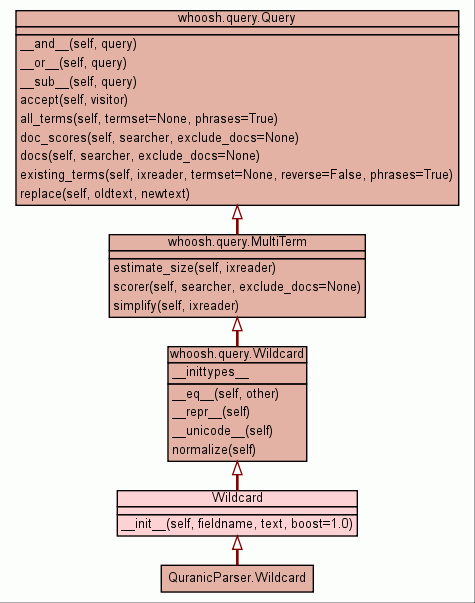 whoosh.query.Query
__and__(self, query)
__or__(self, query)
__sub__(self, query)
accept(self, visitor)
all_terms(self, termset=None, phrases=True)
doc_scores(self, searcher, exclude_docs=None)
docs(self, searcher, exclude_docs=None)
existing_terms(self, ixreader, termset=None, reverse=False, phrases=True)
replace(self, oldtext, newtext)
whoosh.query.MultiTerm
estimate_size(self, ixreader)
scorer(self, searcher, exclude_docs=None)
simplify(self, ixreader)
whoosh.query.Wildcard
__inittypes__
__eq__(self, other)
__repr__(self)
__unicode__(self)
normalize(self)
Wildcard
__init__(self, fieldname, text, boost=1.0)
QuranicParser.Wildcard